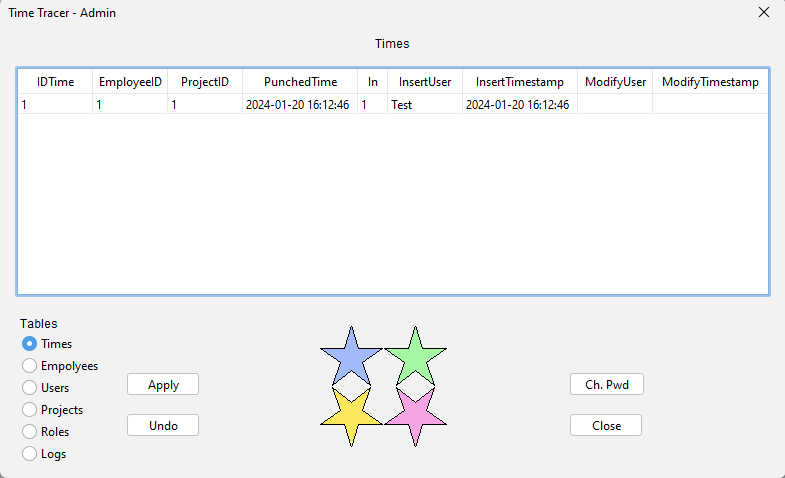 Time Tracer - Admin
Times
IDTime EmployeeID ProjectID PunchedTime In InsertUser InsertTimestamp ModifyUser ModifyTimestamp
1 1 1 2024-01-20 16:12:46 1 Test 2024-01-20 16:12:46
Tables
Times
Empolyees
Users
Projects
Roles
Logs
Apply
Undo
Ch. Pwd
Close